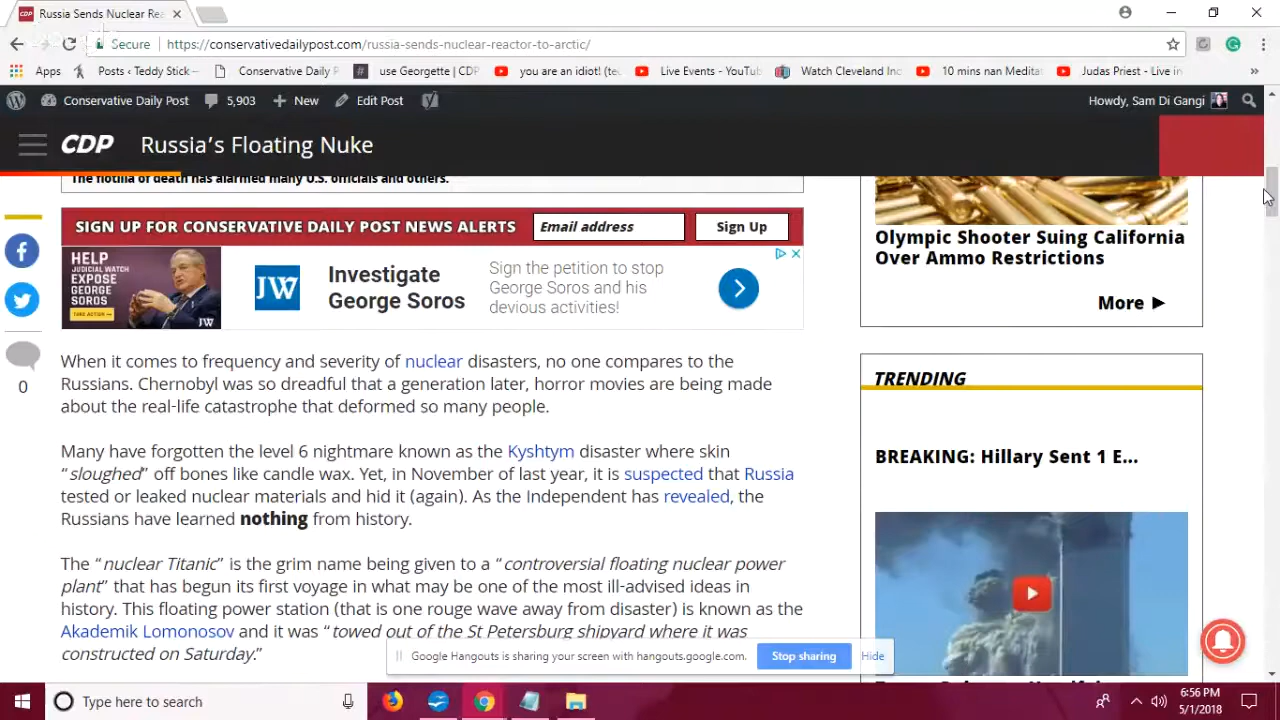 CDP Russia Sends Nuclear Rea
Secure https://conservativedailypost.com/russia-sends-nuclear-reactor-to-arctic/
Apps Posts ‹ Teddy Stick – Conservative Daily P use Georgette | CDP you are an idiot! (tec Live Events - YouTub Watch Cleveland Inc 10 mins nan Meditat Judas Priest - Live in »
Conservative Daily Post 5,903 New Edit Post Howdy, Sam Di Gangi
CDP Russia's Floating Nuke
The flotilla of death has alarmed many U.S. officials and others.
SIGN UP FOR CONSERVATIVE DAILY POST NEWS ALERTS Email address Sign Up
HELP
JUDICIAL WATCH
EXPOSE
GEORGE
SOROS
TAKE ACTION
JW
JW
Investigate
George Soros
Sign the petition to stop
George Soros and his
devious activities!
When it comes to frequency and severity of nuclear disasters, no one compares to the
Russians. Chernobyl was so dreadful that a generation later, horror movies are being made
about the real-life catastrophe that deformed so many people.
0
Many have forgotten the level 6 nightmare known as the Kyshtym disaster where skin
“sloughed” off bones like candle wax. Yet, in November of last year, it is suspected that Russia
tested or leaked nuclear materials and hid it (again). As the Independent has revealed, the
Russians have learned nothing from history.
The “nuclear Titanic” is the grim name being given to a “controversial floating nuclear power
plant” that has begun its first voyage in what may be one of the most ill-advised ideas in
history. This floating power station (that is one rouge wave away from disaster) is known as the
Akademik Lomonosov and it was “towed out of the St Petersburg shipyard where it was
constructed on Saturday.”
Olympic Shooter Suing California
Over Ammo Restrictions
More ►
TRENDING
BREAKING: Hillary Sent 1 E...
Google Hangouts is sharing your screen with hangouts.google.com. Stop sharing Hide
Type here to search
6:56 PM
5/1/2018